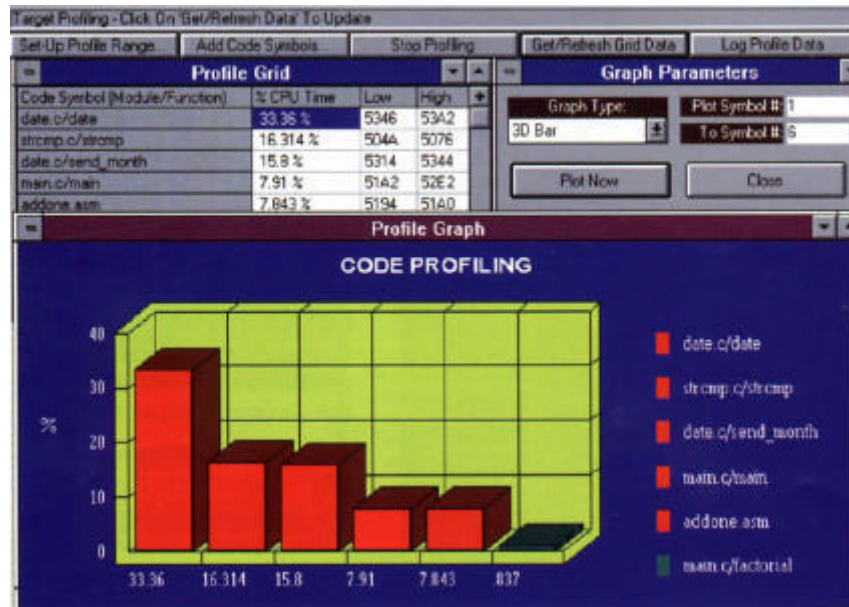 Target Profiling - Click On 'Get/Refresh Data' To Update
Set-Up Profile Range... Add Code Symbols... Stop Profiling Get/Refresh Grid Data Log Profile Data
Profile Grid
Code Symbol (Module/Function) % CPU Time Low High
date.c/date 33.36 % 5346 53A2
strcmp.c/strcmp 16.314 % 504A 5076
date.c/send_month 15.8 % 5314 5344
main.c/main 7.91 % 51A2 52E2
addone.asm 7.843 % 5194 51A0
Graph Parameters
Graph Type: Plot Symbol #: 1
3D Bar To Symbol #: 6
Plot Now Close
Profile Graph
CODE PROFILING
40
30
%
20
10
0
33.36 16.314 15.8 7.91 7.843 .837
date.c/date
strcmp.c/strcmp
date.c/send_month
main.c/main
addone.asm
main.c/factorial